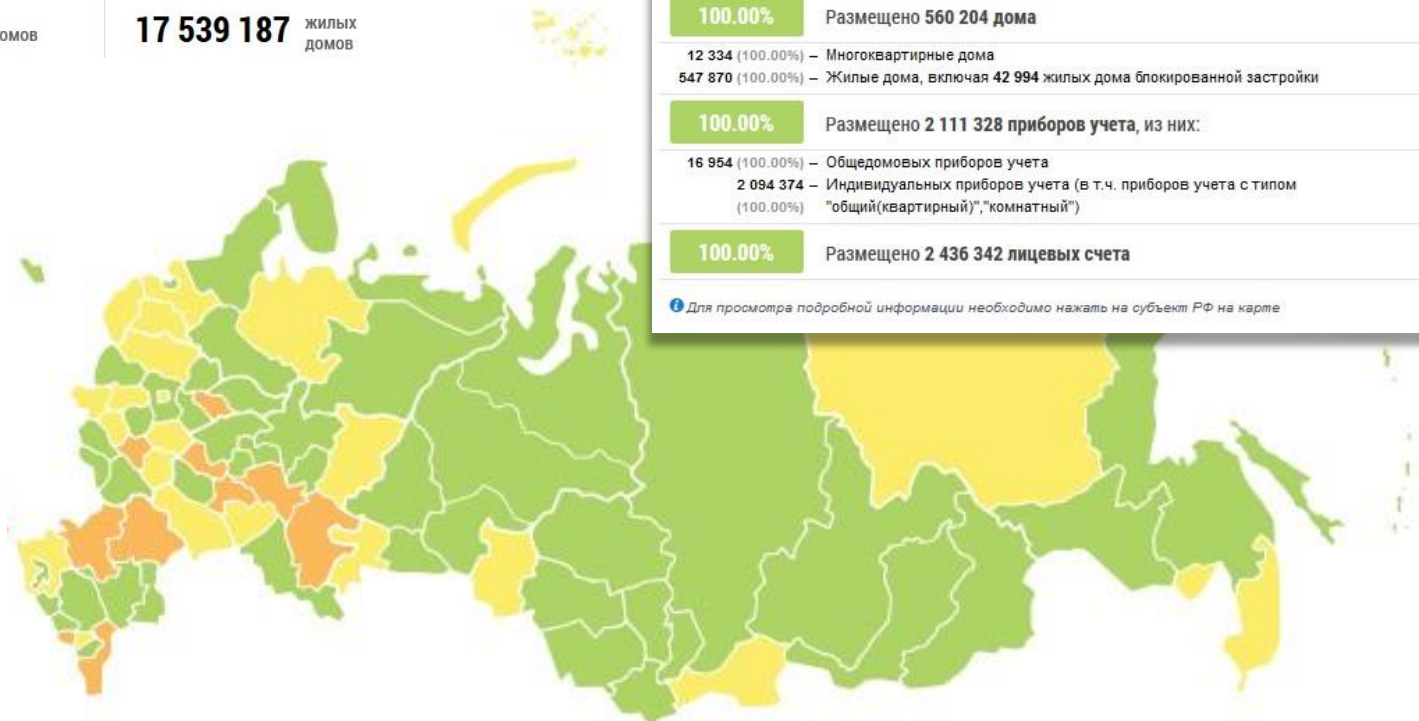 17 539 187 жилых
домов
100.00% Размещено 560 204 дома
12 334 (100.00%) – Многоквартирные дома
547 870 (100.00%) – Жилые дома, включая 42 994 жилых дома блокированной застройки
100.00% Размещено 2 111 328 приборов учета, из них:
16 954 (100.00%) – Общедомовых приборов учета
2 094 374 – Индивидуальных приборов учета (в т.ч. приборов учета с типом
(100.00%) "общий(квартирный)","комнатный")
100.00% Размещено 2 436 342 лицевых счета
Для просмотра подробной информации необходимо нажать на субъект РФ на карте